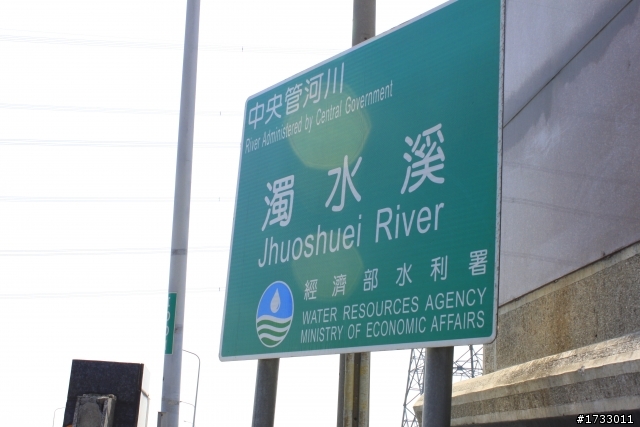 中央管河川
River Administered by Central Government
濁水溪
Jhuoshuei River
經濟部水利署
WATER RESOURCES AGENCY
MINISTRY OF ECONOMIC AFFAIRS
#1733011